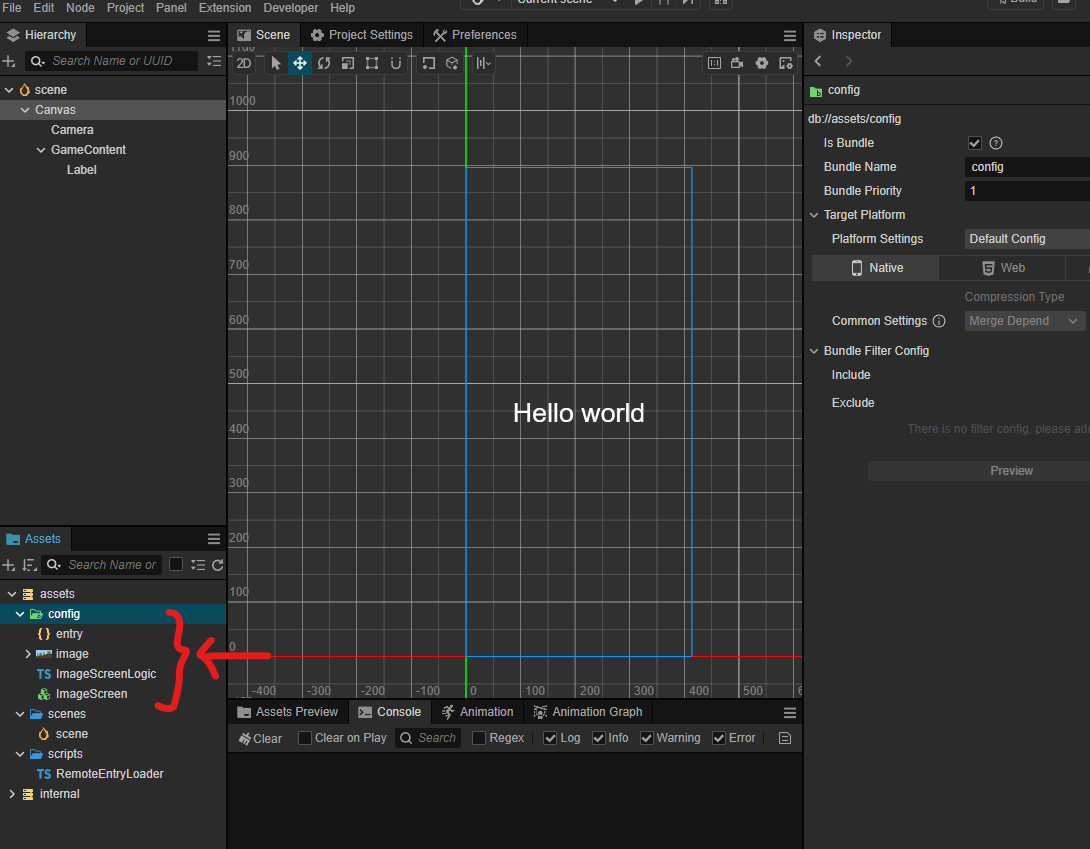 File Edit Node Project Panel Extension Developer Help
Current scene
Build
Hierarchy
Search Name or UUID
scene
Canvas
Camera
GameContent
Label
Scene Project Settings Preferences
2D
1100
1000
900
800
700
600
500
400
300
200
100
0
Hello world
-400 -300 -200 -100 0 100 200 300 400 500
Inspector
config
db://assets/config
Is Bundle
Bundle Name config
Bundle Priority 1
Target Platform
Platform Settings Default Config
Native Web
Compression Type
Common Settings Merge Depend
Bundle Filter Config
Include
Exclude
There is no filter config, please
Preview
Assets
Search Name or
assets
config
{ } entry
image
TS ImageScreenLogic
ImageScreen
scenes
scene
scripts
TS RemoteEntryLoader
internal
Assets Preview Console Animation Animation Graph
Clear Clear on Play Search Regex Log Info Warning Error